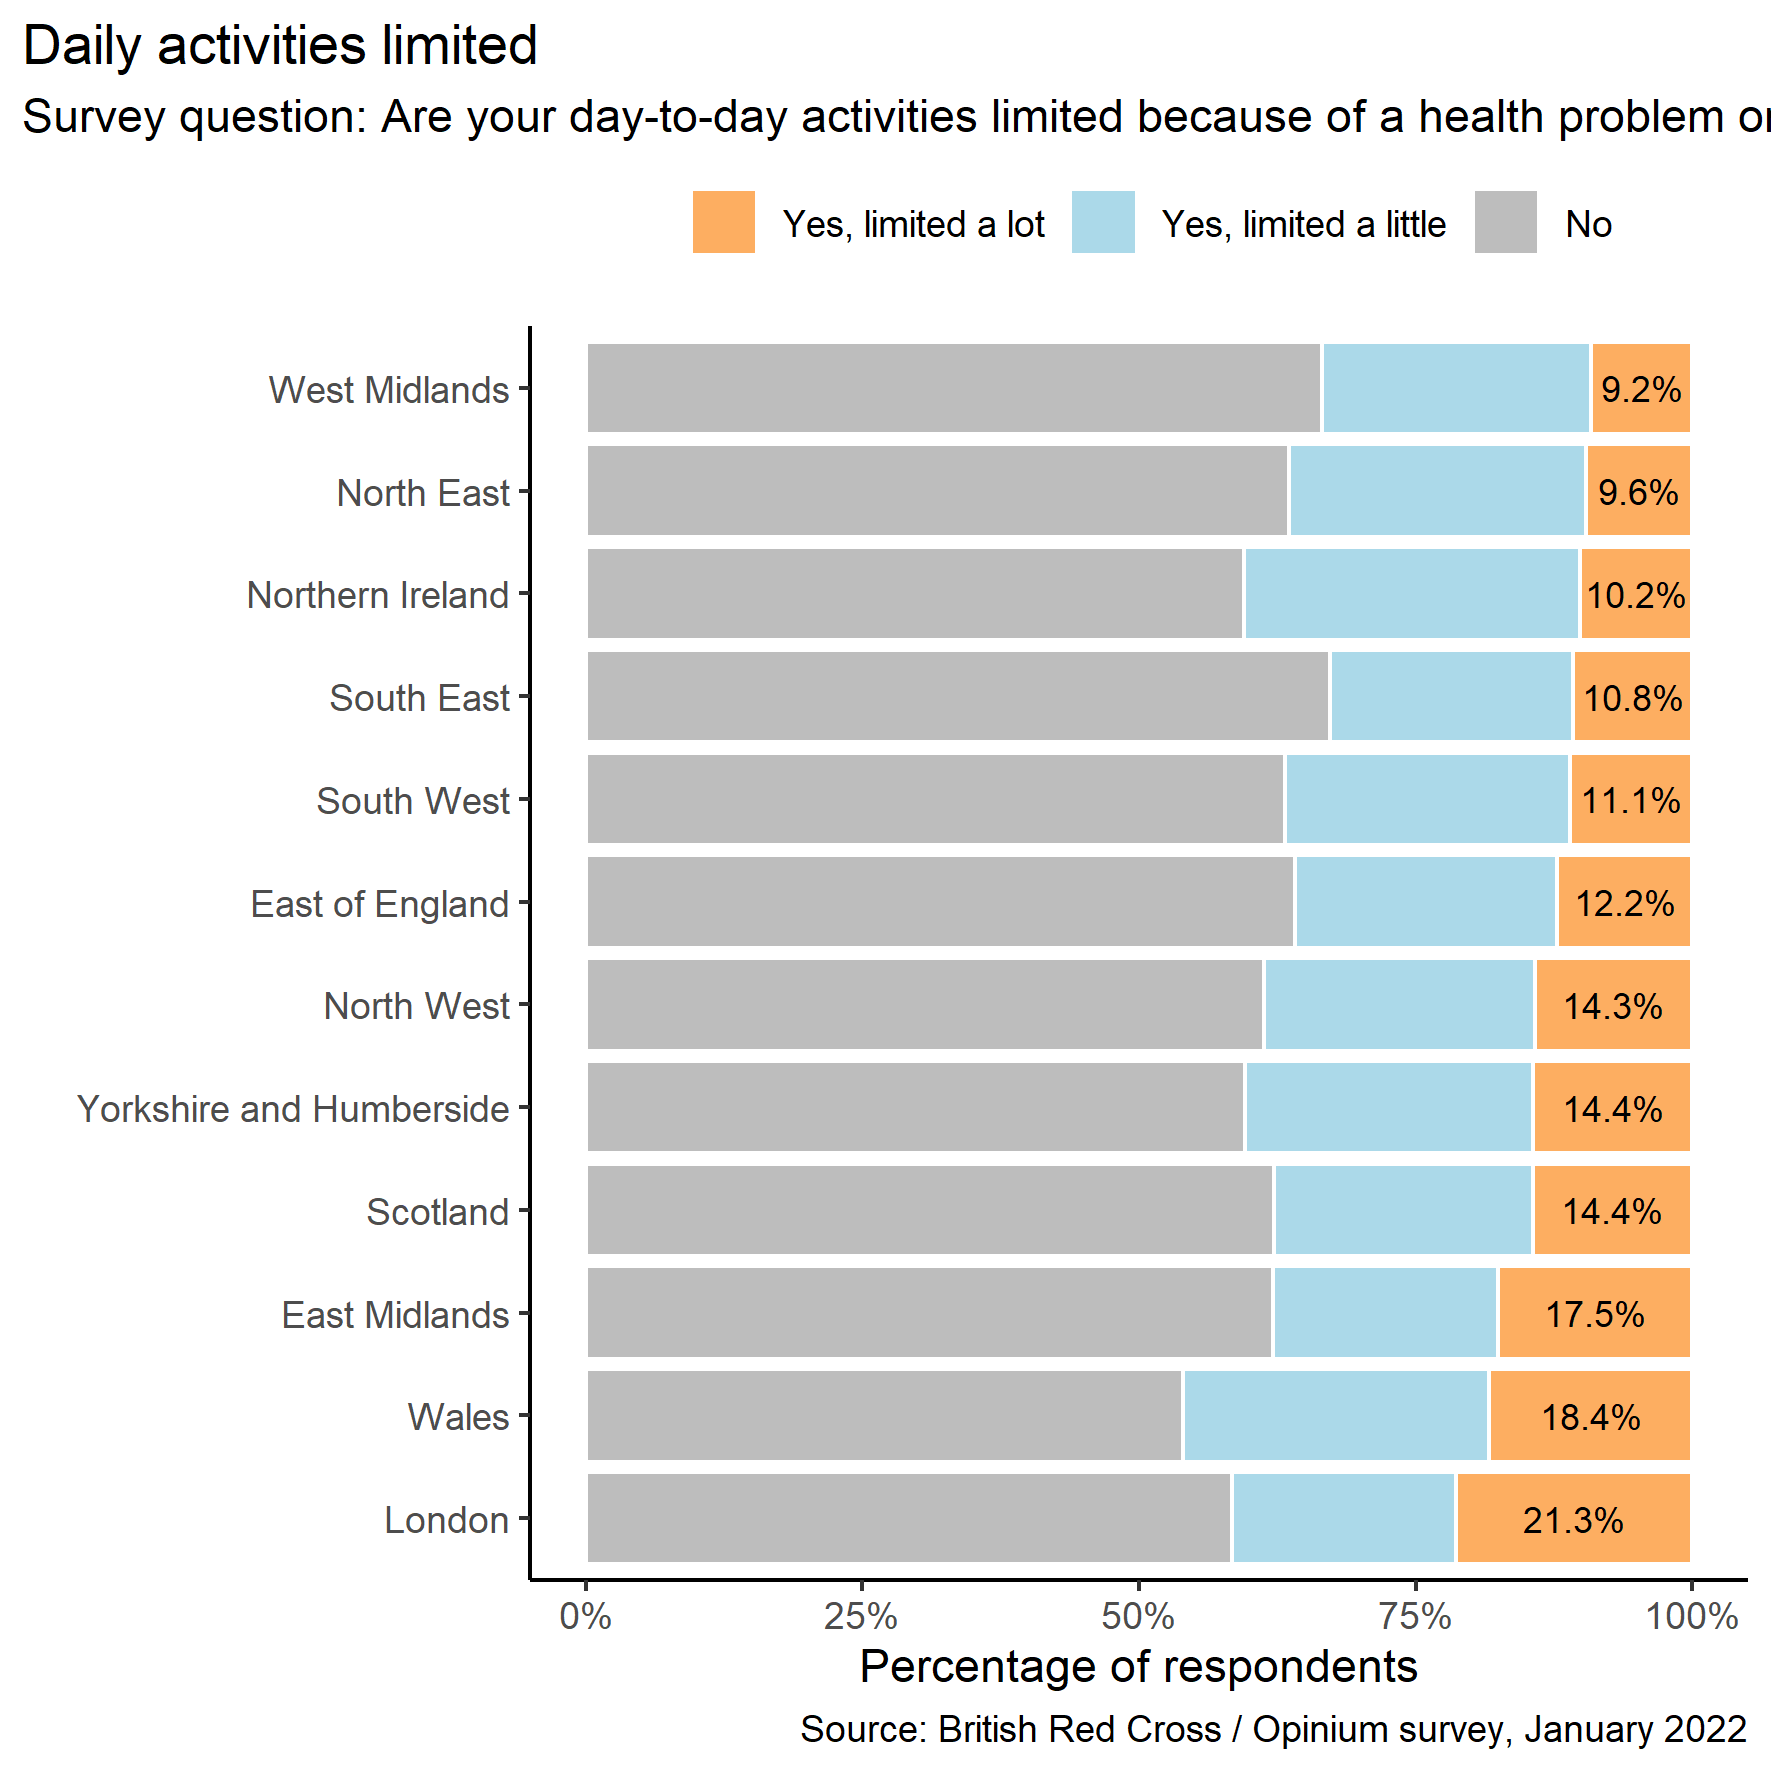 Daily activities limited
Survey question: Are your day-to-day activities limited because of a health problem or
Yes, limited a lot Yes, limited a little No
West Midlands 9.2%
North East 9.6%
Northern Ireland 10.2%
South East 10.8%
South West 11.1%
East of England 12.2%
North West 14.3%
Yorkshire and Humberside 14.4%
Scotland 14.4%
East Midlands 17.5%
Wales 18.4%
London 21.3%
0% 25% 50% 75% 100%
Percentage of respondents
Source: British Red Cross / Opinium survey, January 2022